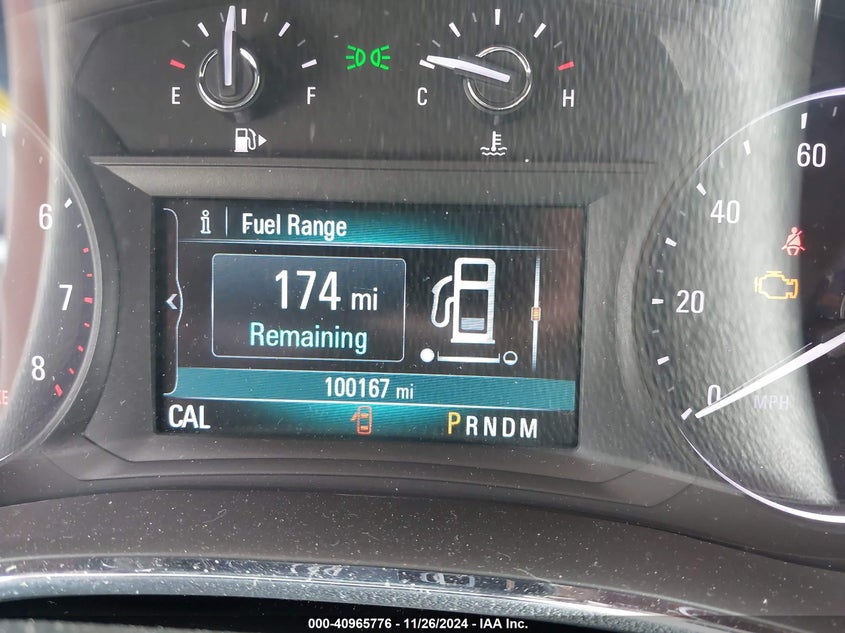 E
F
C
H
6
7
8
60
40
20
0
MPH
i Fuel Range
174 mi
Remaining
100167 mi
CAL
PRNDM
000-40965776 - 11/26/2024 - IAA Inc.